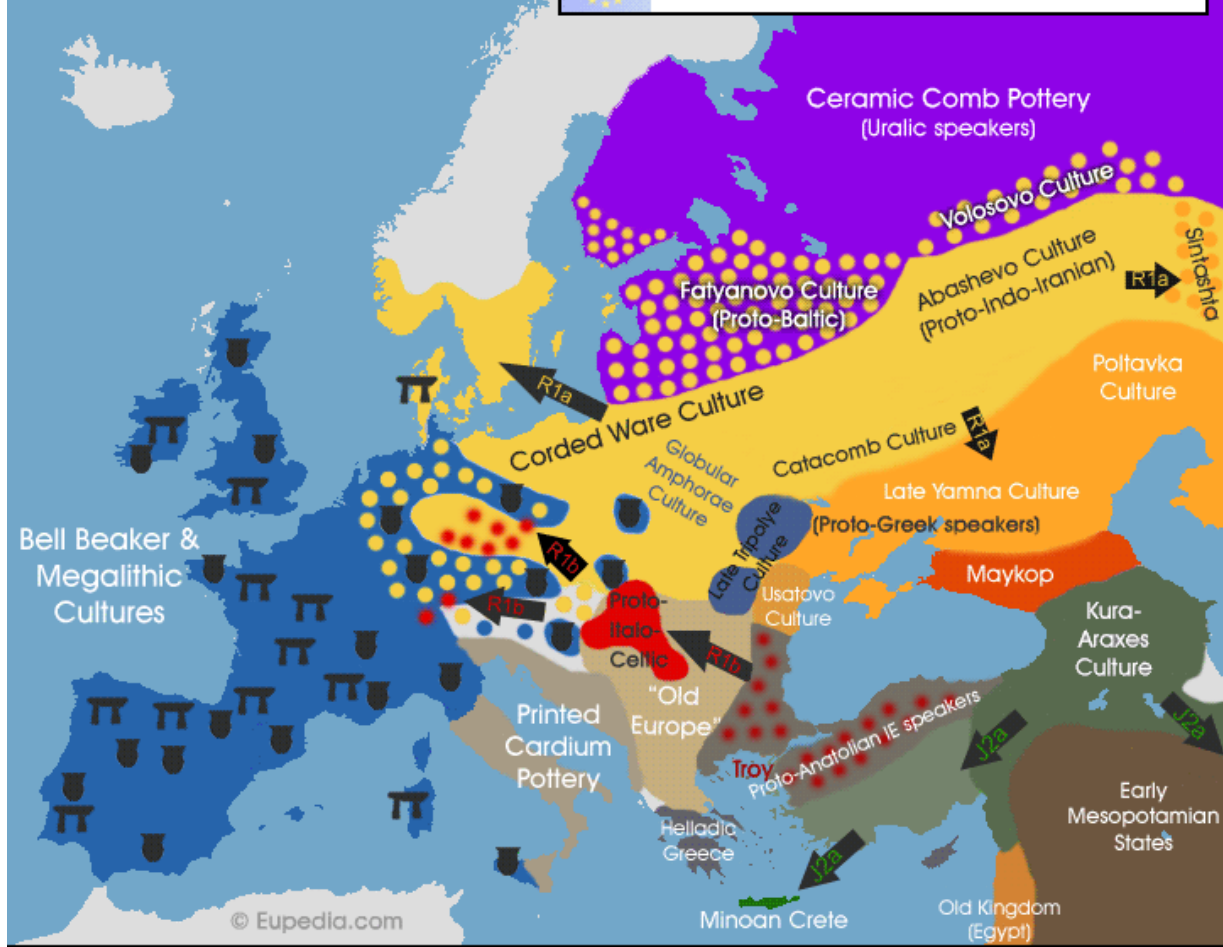 Ceramic Comb Pottery
(Uralic speakers)
Volosovo Culture
Sintashta
Abashevo Culture
(Proto-Indo-Iranian)
R1a
Fatyanovo Culture
(Proto-Baltic)
Poltavka
Culture
R1a
Corded Ware Culture
R1a
Catacomb Culture
Globular
Amphorae
Culture
Late Yamna Culture
(Proto-Greek speakers)
Late Tripolye
Culture
Bell Beaker &
Megalithic
Cultures
R1b
Maykop
Usatovo
Culture
R1b
Proto-
Italo-
Celtic
R1b
Kura-
Araxes
Culture
"Old
Europe"
Printed
Cardium
Pottery
Proto-Anatolian IE speakers
J2a
J2a
Troy
Early
Mesopotamian
States
Helladic
Greece
J2a
Minoan Crete
Old Kingdom
(Egypt)
© Eupedia.com